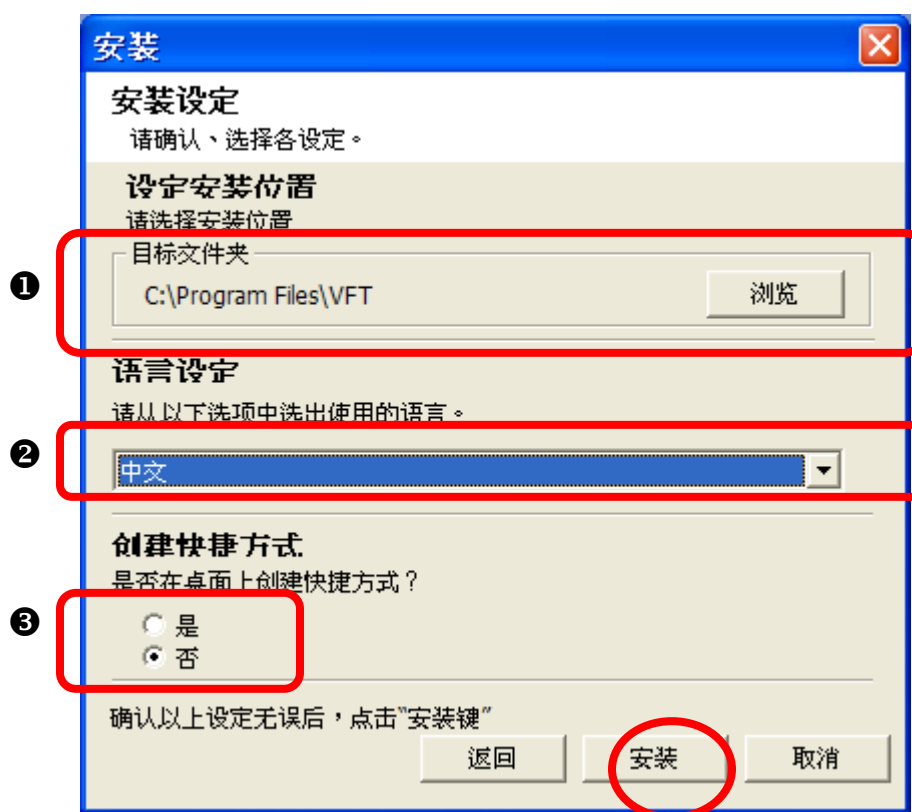 安装
安装设定
请确认、选择各设定。
设定安装位置
请选择安装位置
目标文件夹
❶
C:\Program Files\VFT
浏览
语言设定
请从以下选项中选出使用的语言。
❷
中文
创建快捷方式
是否在桌面上创建快捷方式？
❸
是
否
确认以上设定无误后，点击"安装键"
返回 安装 取消